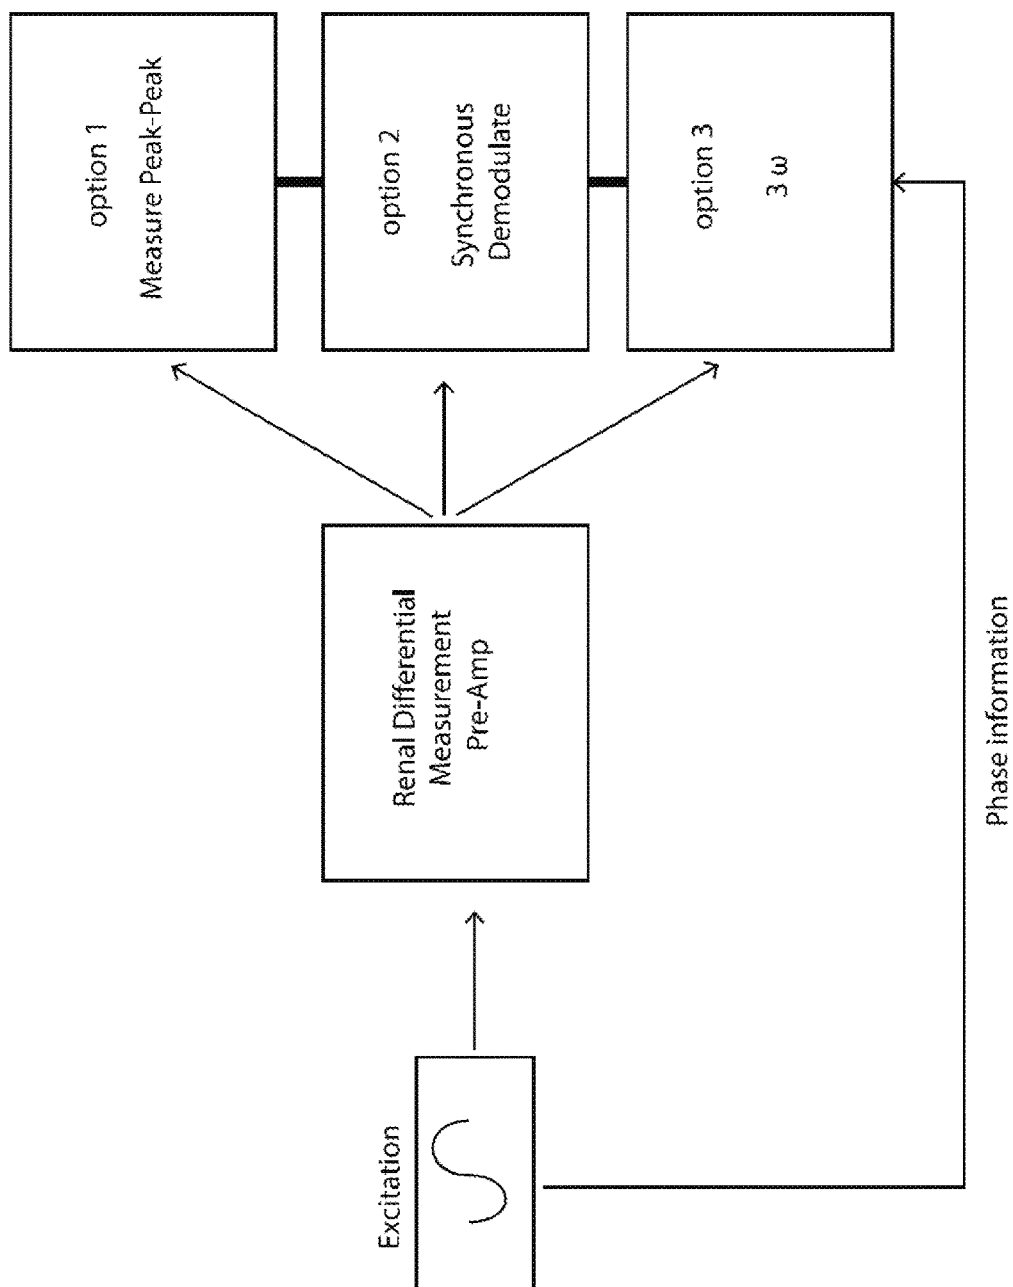 Excitation
Renal Differential
Measurement
Pre-Amp
option 1
Measure Peak-Peak
option 2
Synchronous
Demodulate
option 3
3 ω
Phase information